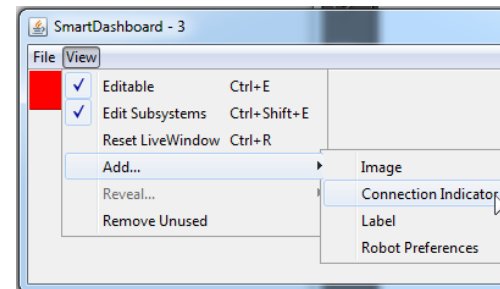 SmartDashboard - 3
File View
Editable Ctrl+E
Edit Subsystems Ctrl+Shift+E
Reset LiveWindow Ctrl+R
Add...
Reveal...
Remove Unused
Image
Connection Indicator
Label
Robot Preferences